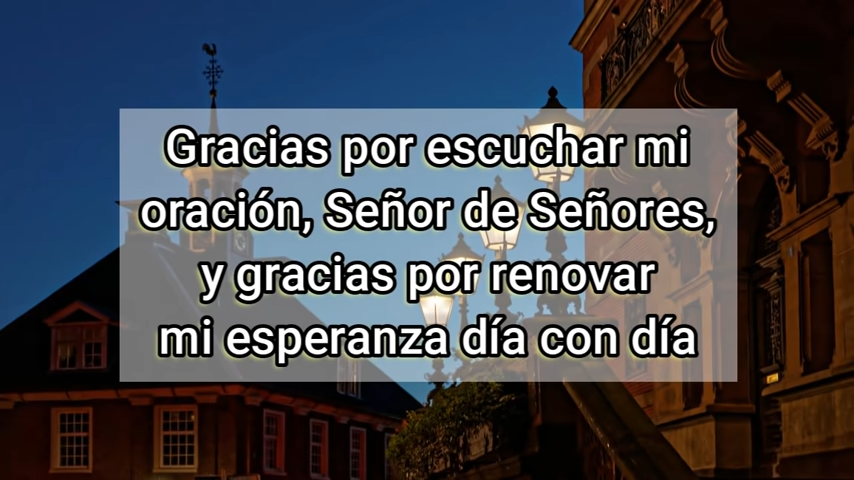 Gracias por escuchar mi
oración, Señor de Señores,
y gracias por renovar
mi esperanza día con día